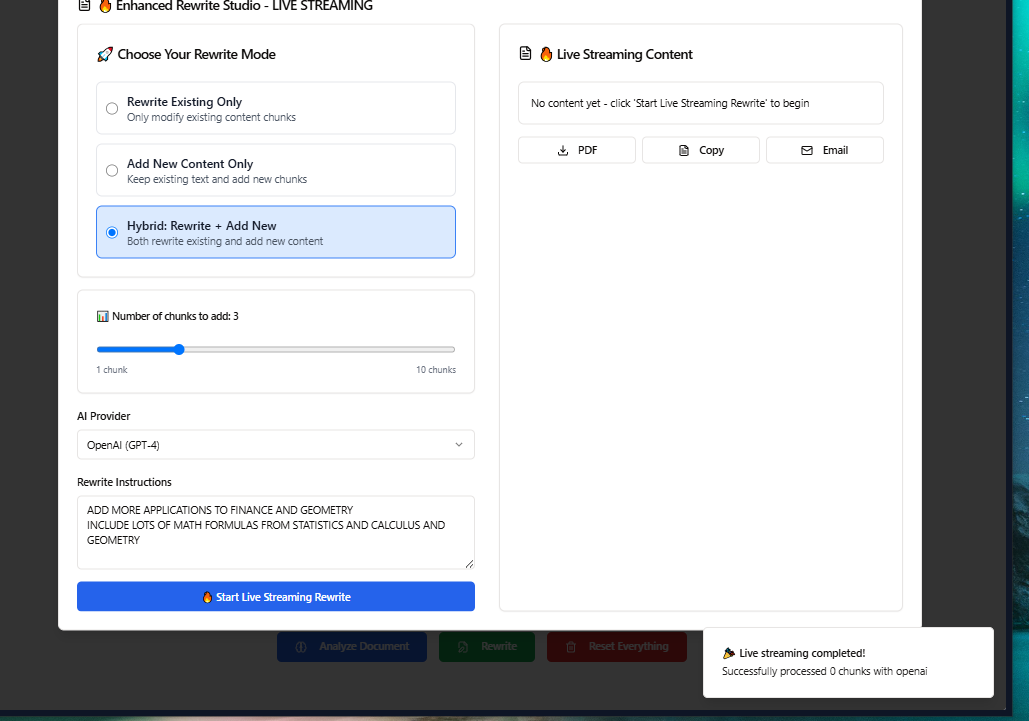 Enhanced Rewrite Studio - LIVE STREAMING
Choose Your Rewrite Mode
Rewrite Existing Only
Only modify existing content chunks
Add New Content Only
Keep existing text and add new chunks
Hybrid: Rewrite + Add New
Both rewrite existing and add new content
Number of chunks to add: 3
1 chunk
10 chunks
AI Provider
OpenAI (GPT-4)
Rewrite Instructions
ADD MORE APPLICATIONS TO FINANCE AND GEOMETRY
INCLUDE LOTS OF MATH FORMULAS FROM STATISTICS AND CALCULUS AND
GEOMETRY
Start Live Streaming Rewrite
Live Streaming Content
No content yet - click 'Start Live Streaming Rewrite' to begin
PDF
Copy
Email
Analyze Document
Rewrite
Reset Everything
Live streaming completed!
Successfully processed 0 chunks with openai